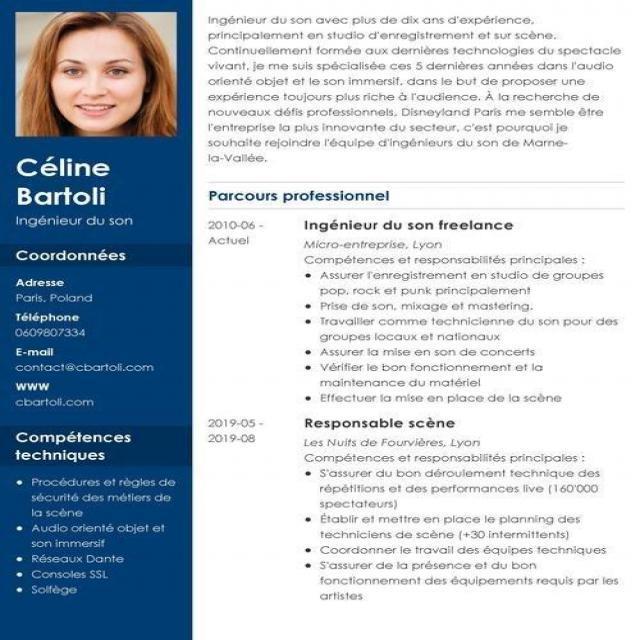 Céline
Bartoli
Ingénieur du son
Coordonnées
Adresse
Paris, Poland
Téléphone
0609807334
E-mail
contact@cbartoli.com
WWW
cbartoli.com
Compétences
techniques
• Procédures et règles de
sécurité des métiers de
la scène
• Audio orienté objet et
son immersif
• Réseaux Dante
• Consoles SSL
• Solfège
Ingénieur du son avec plus de dix ans d'expérience,
principalement en studio d'enregistrement et sur scène.
Continuellement formée aux dernières technologies du spectacle
vivant, je me suis spécialisée ces 5 dernières années dans l'audio
orienté objet et le son immersif, dans le but de proposer une
expérience toujours plus riche à l'audience. À la recherche de
nouveaux défis professionnels, Disneyland Paris me semble être
l'entreprise la plus innovante du secteur, c'est pourquoi je
souhaite rejoindre l'équipe d'ingénieurs du son de Marne-
la-Vallée.
Parcours professionnel
2010-06 -
Actuel
Ingénieur du son freelance
Micro-entreprise, Lyon
Compétences et responsabilités principales :
• Assurer l'enregistrement en studio de groupes
pop, rock et punk principalement
• Prise de son, mixage et mastering.
• Travailler comme technicienne du son pour des
groupes locaux et nationaux
• Assurer la mise en son de concerts
• Vérifier le bon fonctionnement et la
maintenance du matériel
• Effectuer la mise en place de la scène
2019-05 -
2019-08
Responsable scène
Les Nuits de Fourvières, Lyon
Compétences et responsabilités principales :
• S'assurer du bon déroulement technique des
répétitions et des performances live (160'000
spectateurs)
• Établir et mettre en place le planning des
techniciens de scène (+30 intermittents)
• Coordonner le travail des équipes techniques
• S'assurer de la présence et du bon
fonctionnement des équipements requis par les
artistes